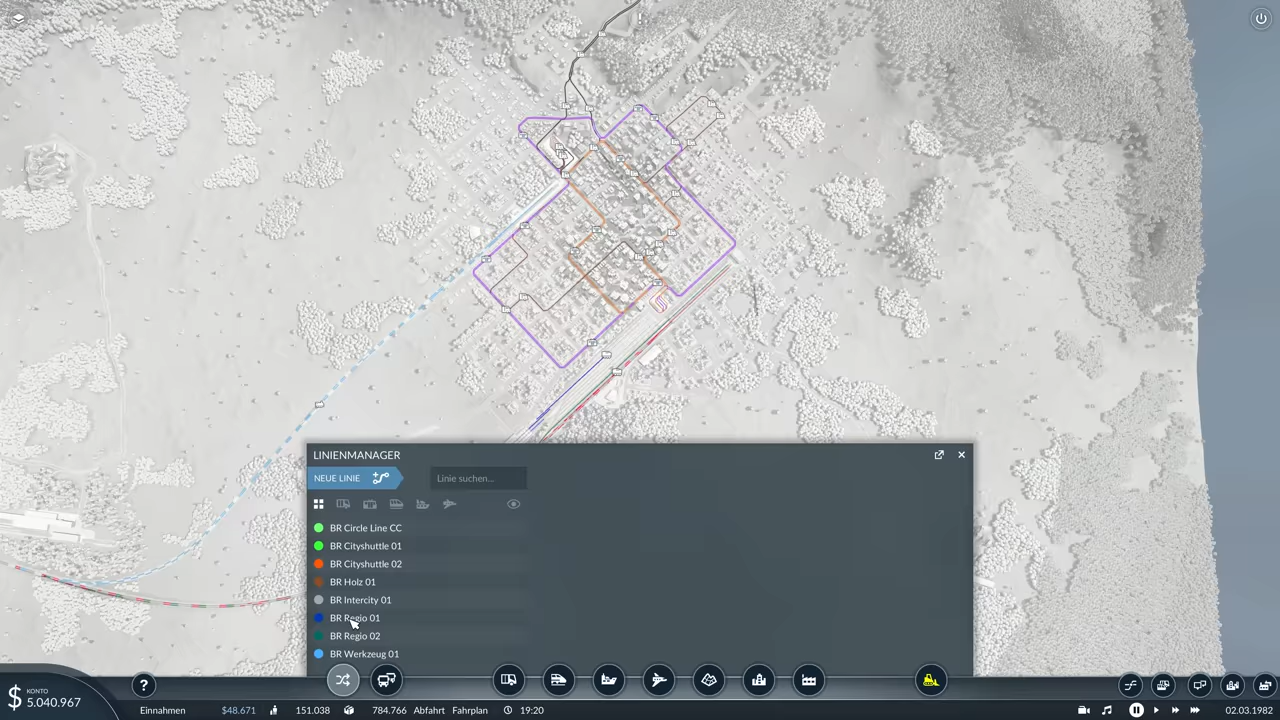 LINIENMANAGER
NEUE LINIE
Linie suchen...
BR Circle Line CC
BR Cityshuttle 01
BR Cityshuttle 02
BR Holz 01
BR Intercity 01
BR Regio 01
BR Regio 02
BR Werkzeug 01
?
$ KONTO
5.040.967
Einnahmen $48.671 151.038 784.766 Abfahrt Fahrplan 19:20 02.03.1982